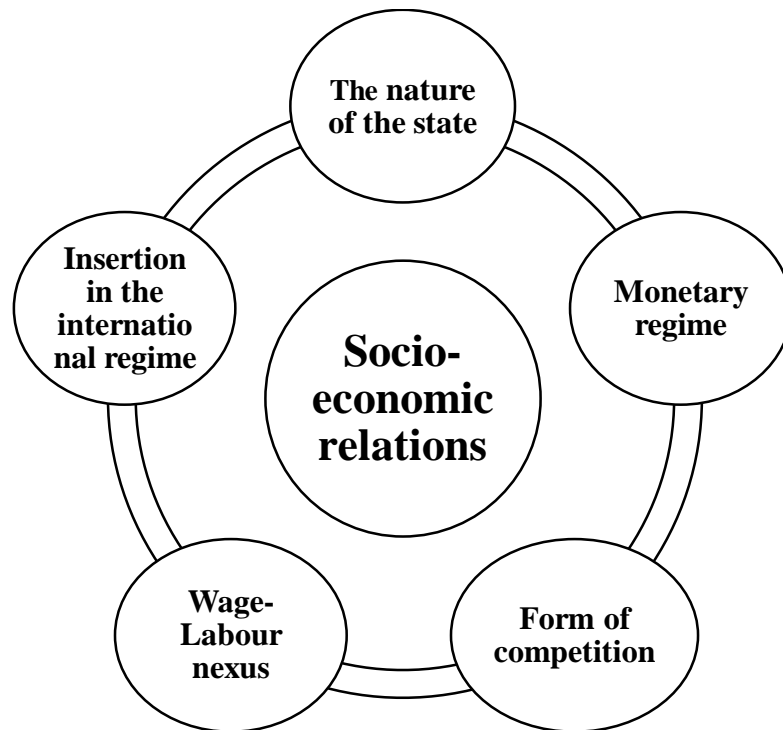 The nature
of the state
Insertion
in the
internatio
nal regime
Monetary
regime
Socio-
economic
relations
Wage-
Labour
nexus
Form of
competition